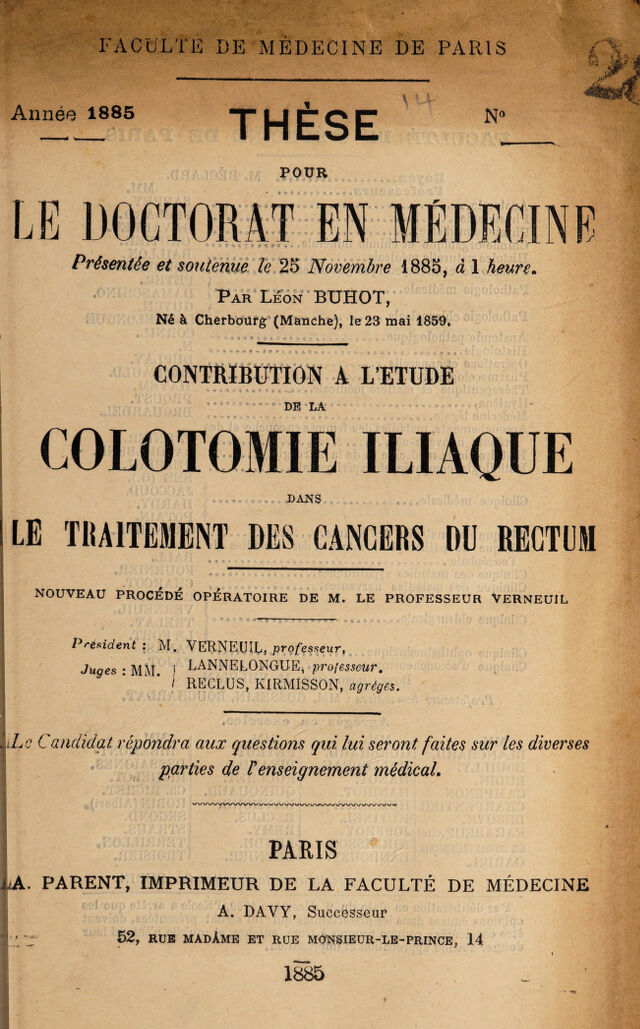 FACULTÉ DE MÉDECINE DE PARIS
Année 1885
THÈSE
14
N°
POUR
LE DOCTORAT EN MÉDECINE
Présentée et soutenue le 25 Novembre 1885, à 1 heure.
PAR LÉON BUHOT,
Né à Cherbourg (Manche), le 23 mai 1859.
CONTRIBUTION A L'ETUDE
DE LA
COLOTOMIE ILIAQUE
DANS
LE TRAITEMENT DES CANCERS DU RECTUM
NOUVEAU PROCÉDÉ OPÉRATOIRE DE M. LE PROFESSEUR VERNEUIL
Président : M. VERNEUIL, professeur,
Juges : MM. LANNELONGUE, professeur.
RECLUS, KIRMISSON, agrégés.
Le Candidat répondra aux questions qui lui seront faites sur les diverses
parties de l'enseignement médical.
PARIS
A. PARENT, IMPRIMEUR DE LA FACULTÉ DE MÉDECINE
A. DAVY, Successeur
52, RUE MADAME ET RUE MONSIEUR-LE-PRINCE, 14
1885